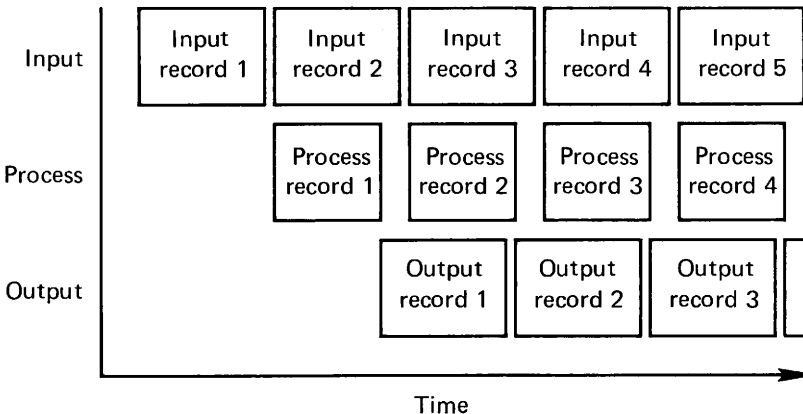 Input
Input
record 1
Input
record 2
Input
record 3
Input
record 4
Input
record 5
Process
Process
record 1
Process
record 2
Process
record 3
Process
record 4
Output
Output
record 1
Output
record 2
Output
record 3
Time